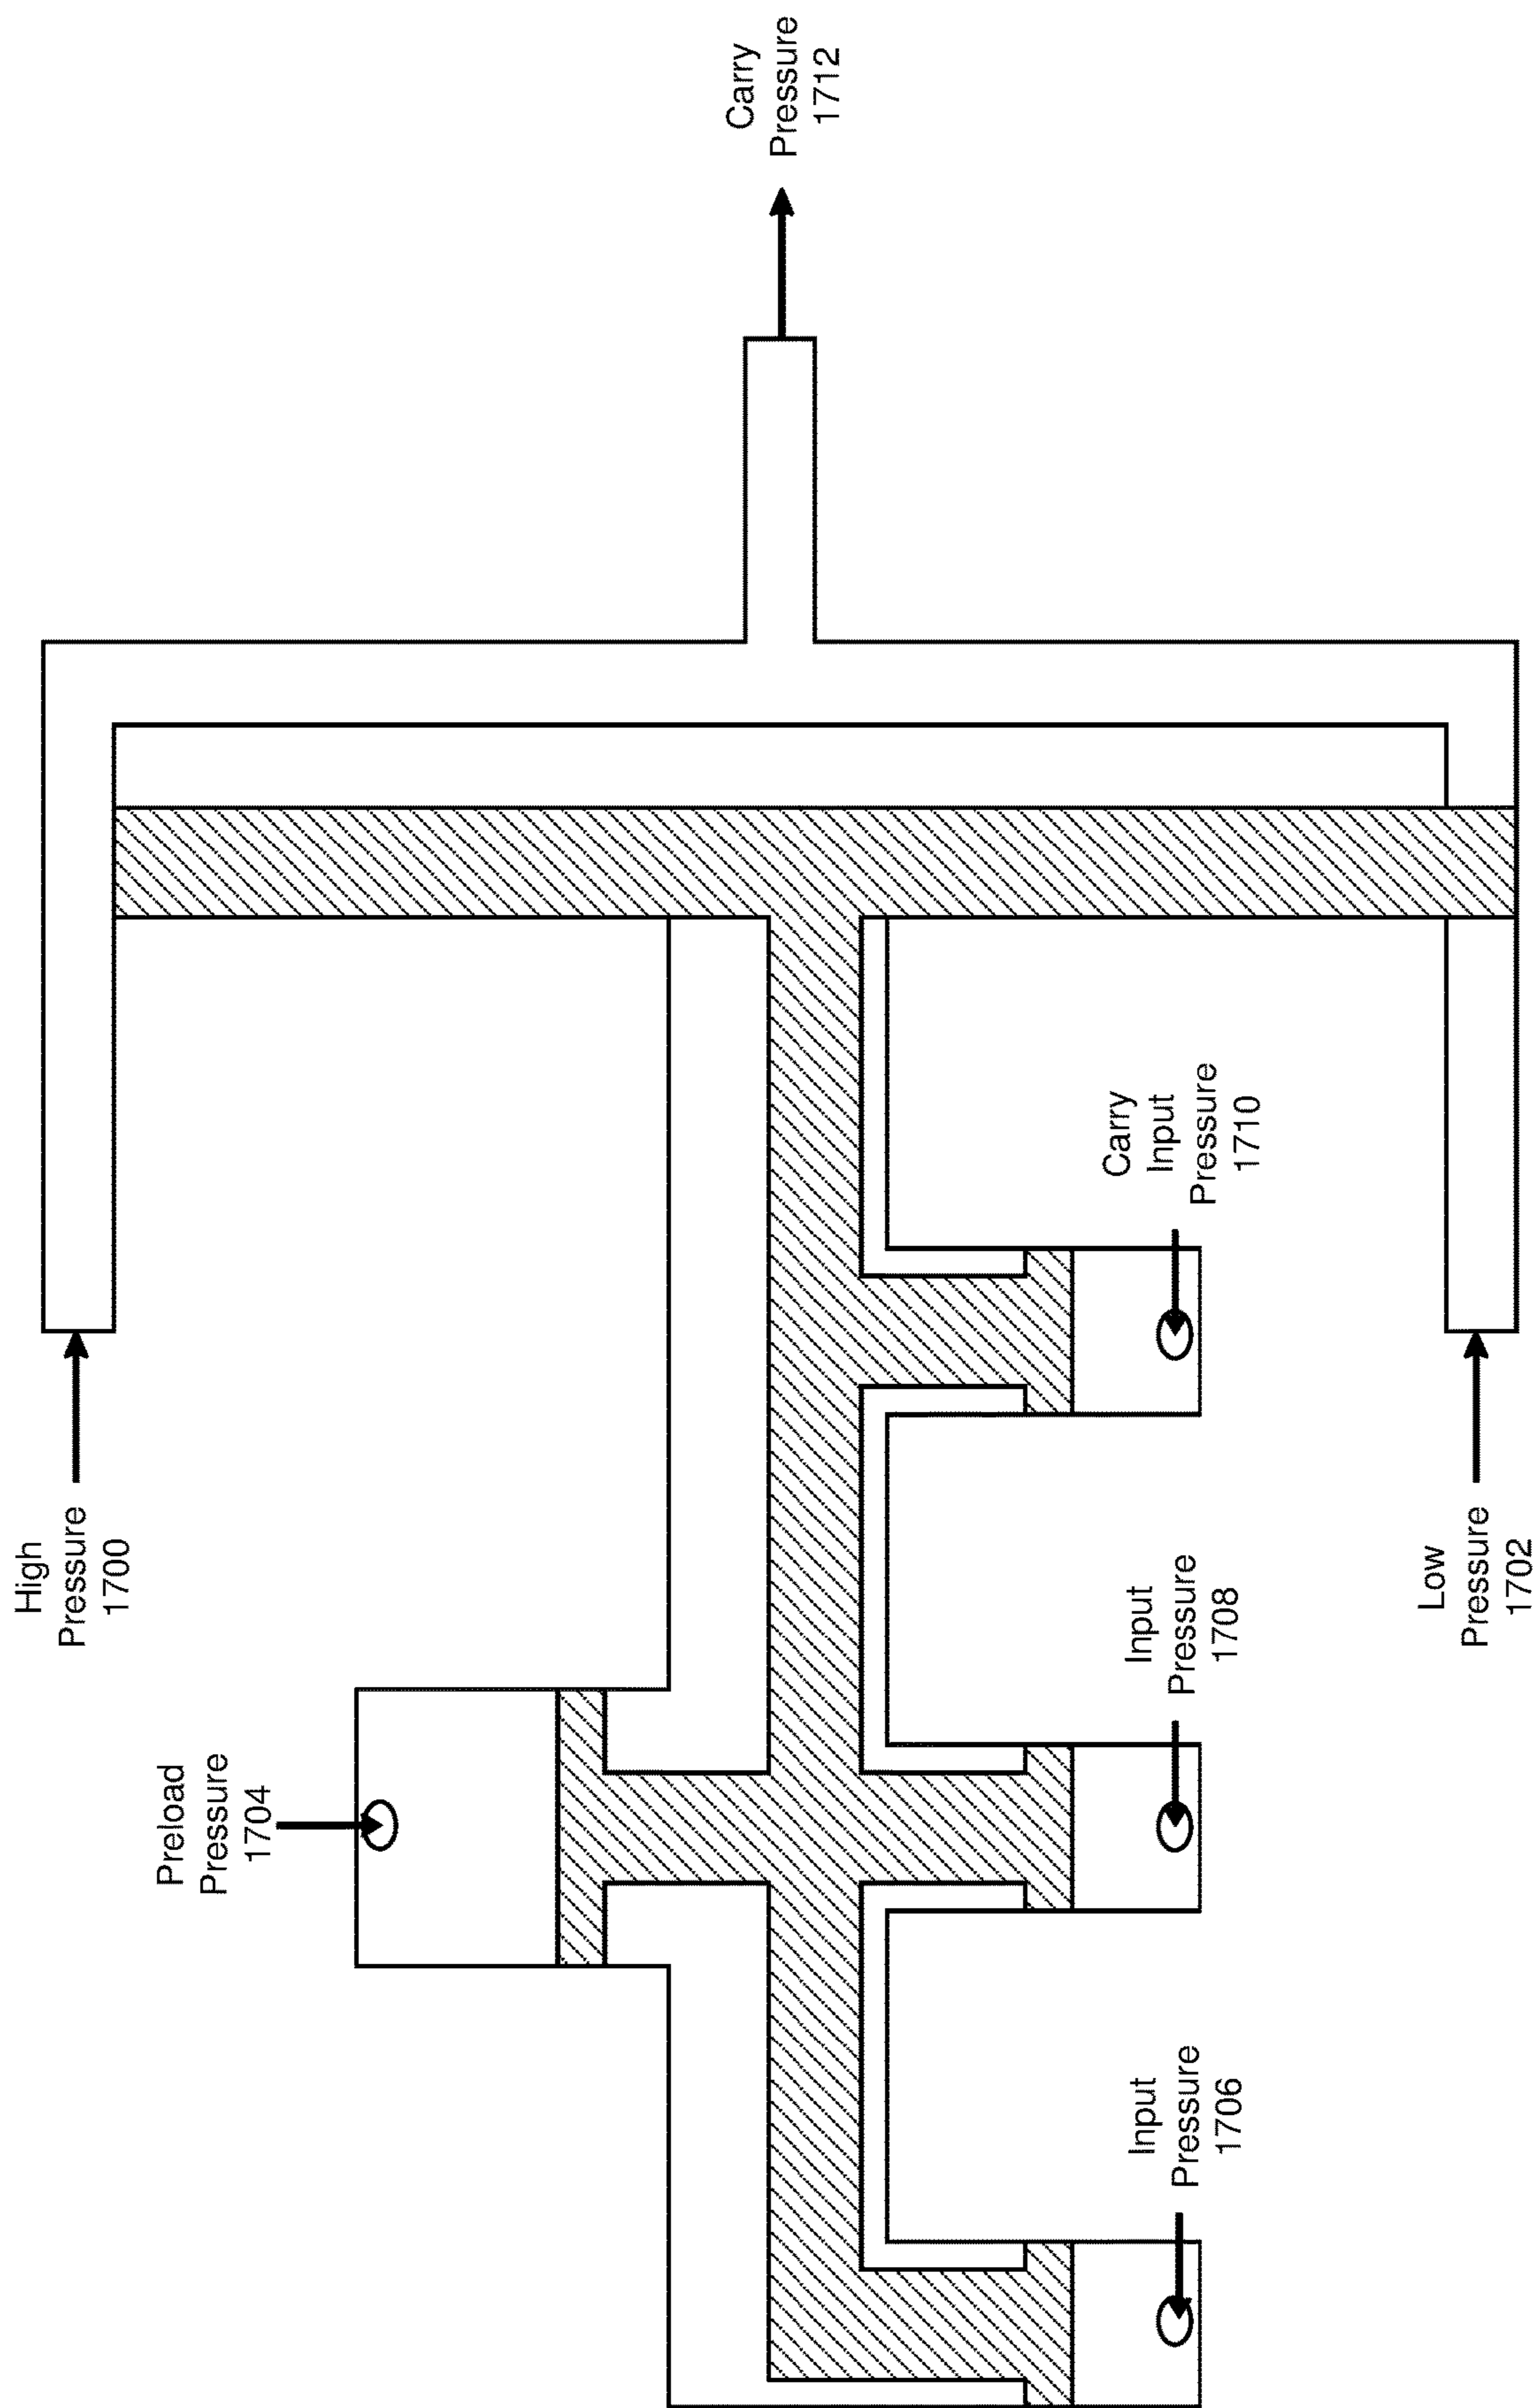 High
Pressure
1700
Preload
Pressure
1704
Carry
Pressure
1712
Input
Pressure
1706
Input
Pressure
1708
Carry
Input
Pressure
1710
Low
Pressure
1702